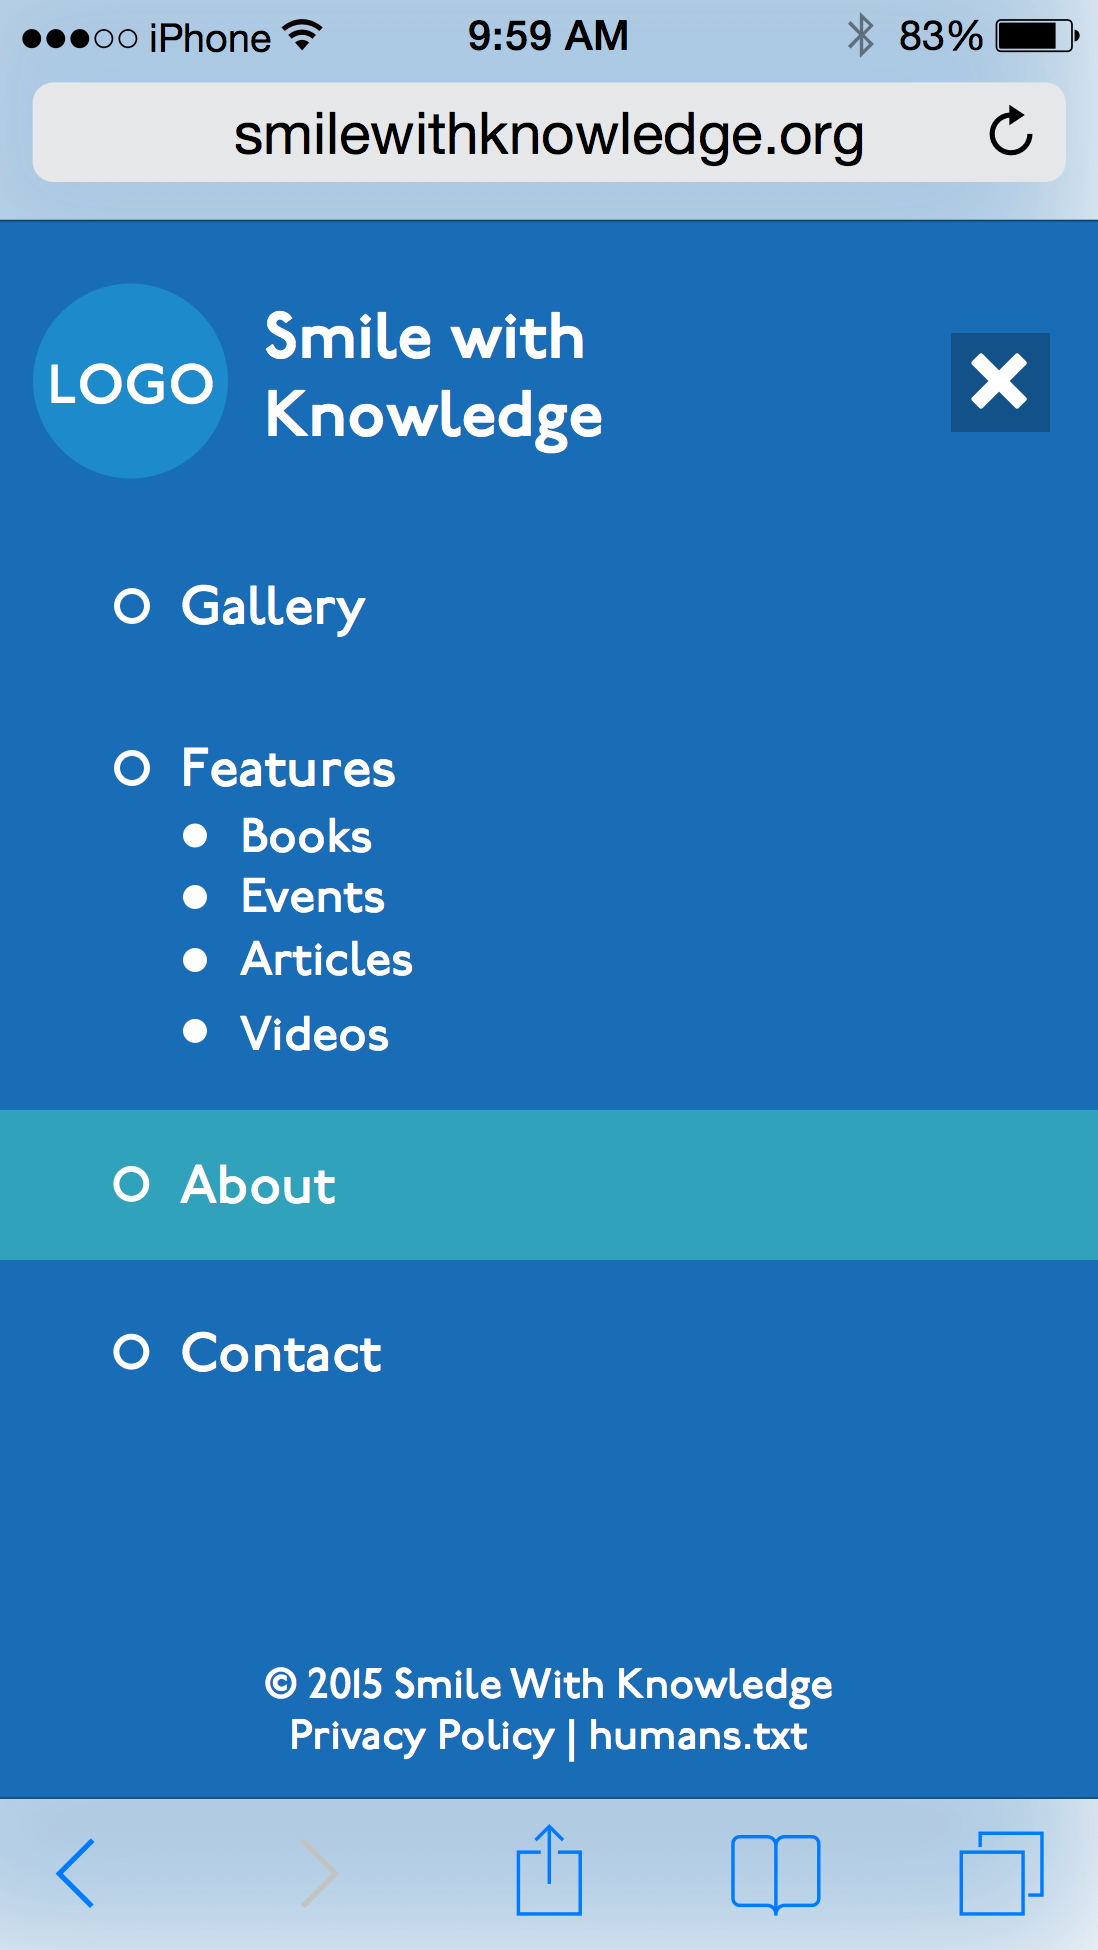 iPhone 9:59 AM 83%
smilewithknowledge.org
LOGO
Smile with
Knowledge
Gallery
Features
Books
Events
Articles
Videos
About
Contact
© 2015 Smile With Knowledge
Privacy Policy | humans.txt